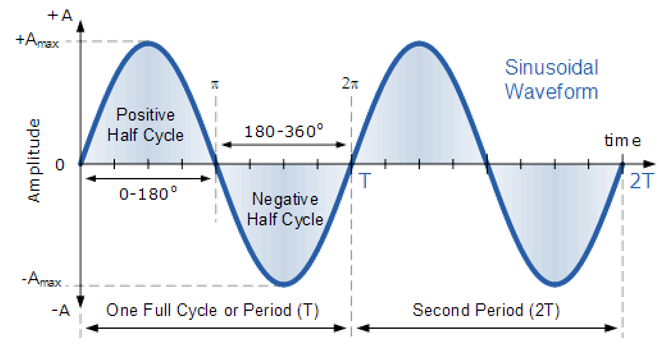 +A
+Amax
π
2π
Sinusoidal
Waveform
Positive
Half Cycle
180-360°
time
Amplitude
0
0-180°
T
2T
Negative
Half Cycle
-Amax
-A
One Full Cycle or Period (T)
Second Period (2T)